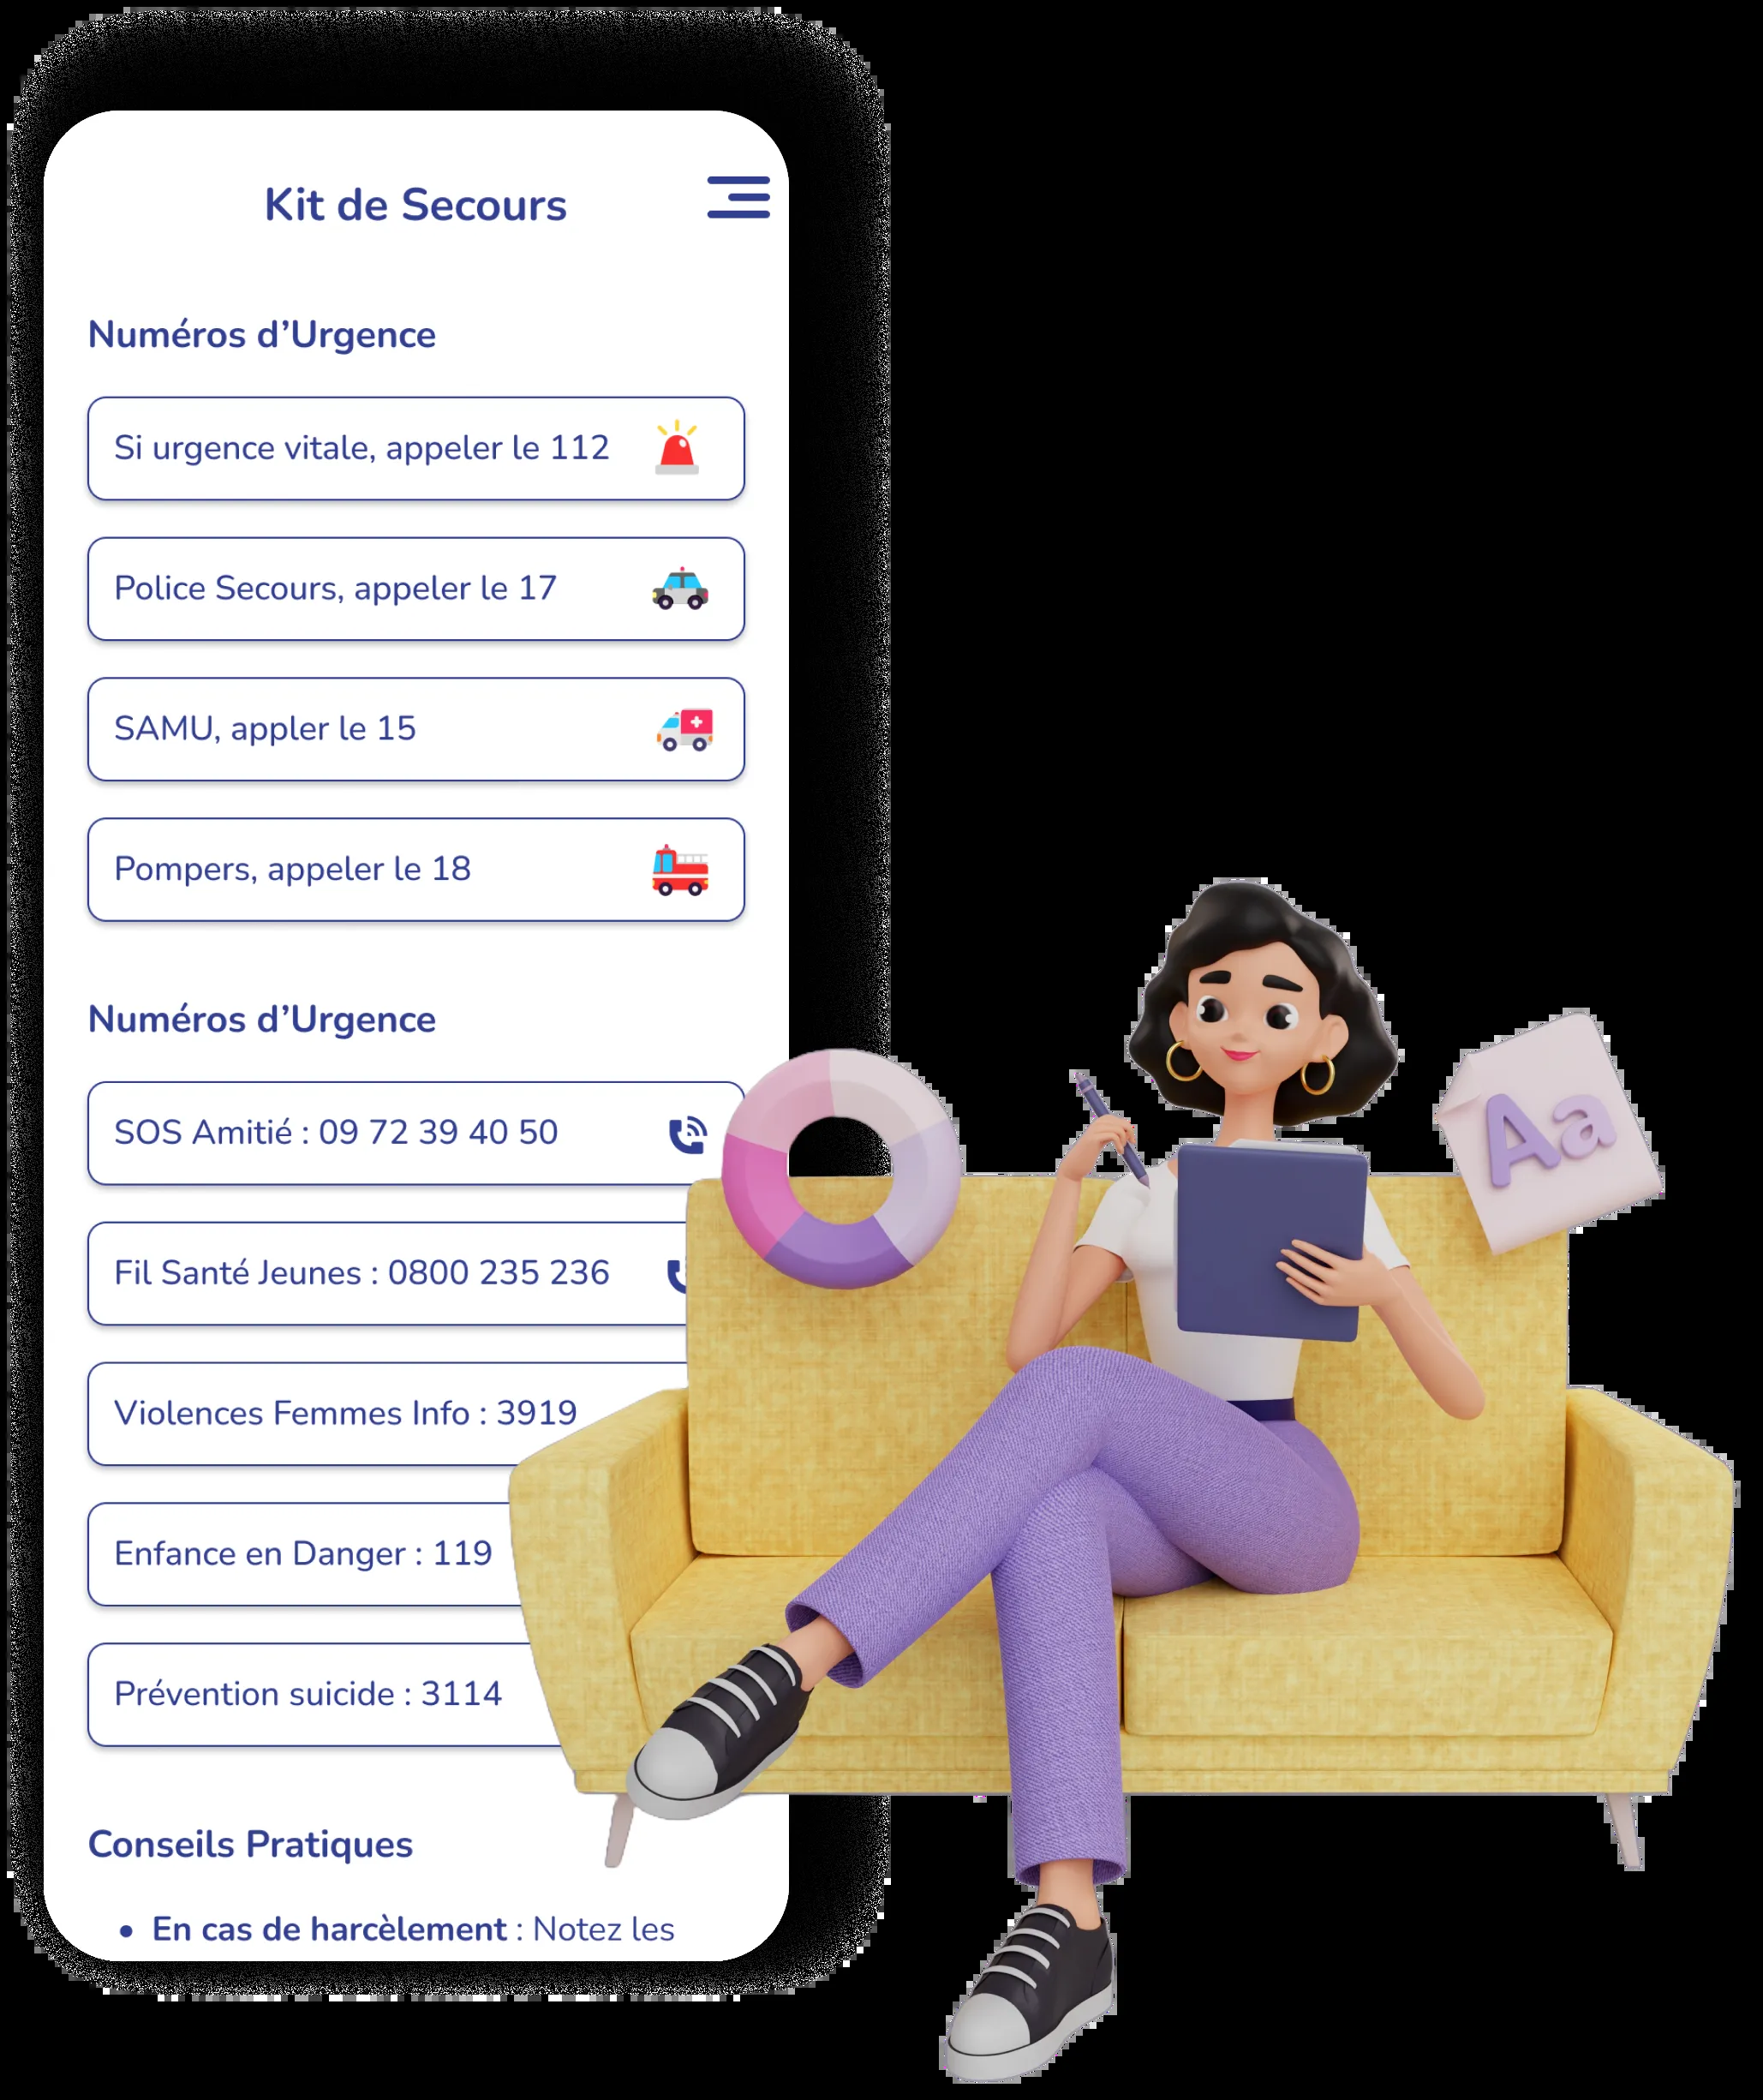 Kit de Secours
Numéros d’Urgence
Si urgence vitale, appeler le 112
Police Secours, appeler le 17
SAMU, appler le 15
Pompers, appeler le 18
Numéros d’Urgence
SOS Amitié : 09 72 39 40 50
Fil Santé Jeunes : 0800 235 236
Violences Femmes Info : 3919
Enfance en Danger : 119
Prévention suicide : 3114
Conseils Pratiques
• En cas de harcèlement : Notez les
Aa